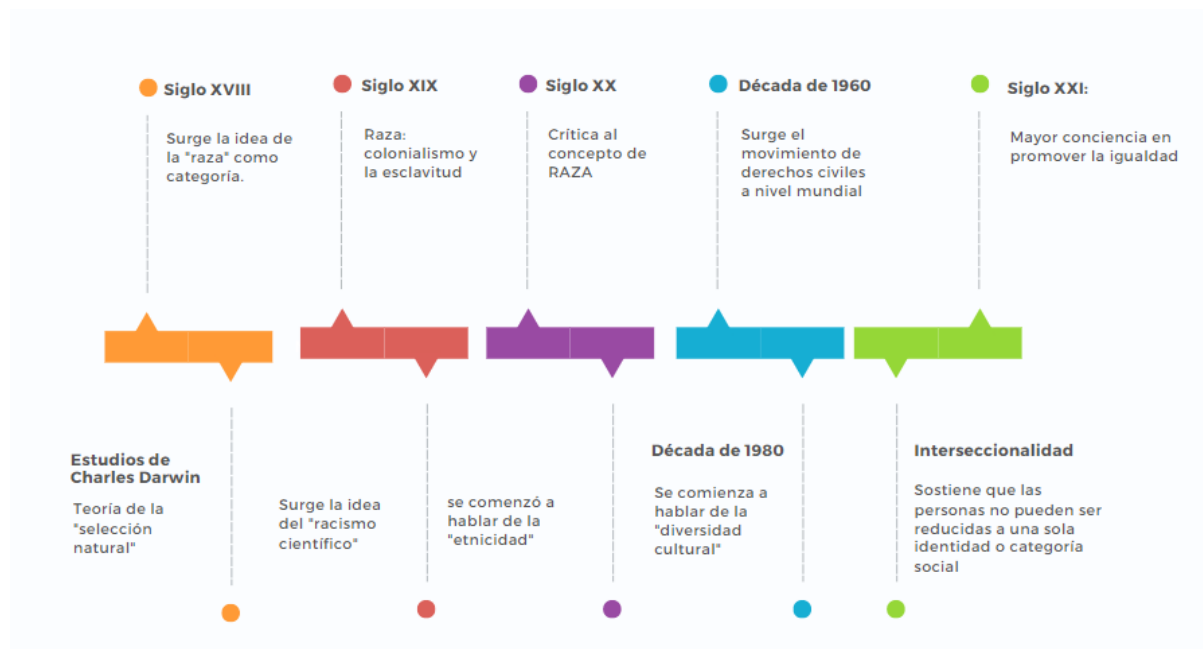 Siglo XVIII
Surge la idea de
la "raza" como
categoría.
Siglo XIX
Raza:
colonialismo y
la esclavitud
Siglo XX
Crítica al
concepto de
RAZA
Década de 1960
Surge el
movimiento de
derechos civiles
a nivel mundial
Siglo XXI:
Mayor conciencia en
promover la igualdad
Estudios de
Charles Darwin
Teoría de la
"selección
natural"
Surge la idea
del "racismo
científico"
se comenzó a
hablar de la
"etnicidad"
Década de 1980
Se comienza a
hablar de la
"diversidad
cultural"
Interseccionalidad
Sostiene que las
personas no pueden ser
reducidas a una sola
identidad o categoría
social